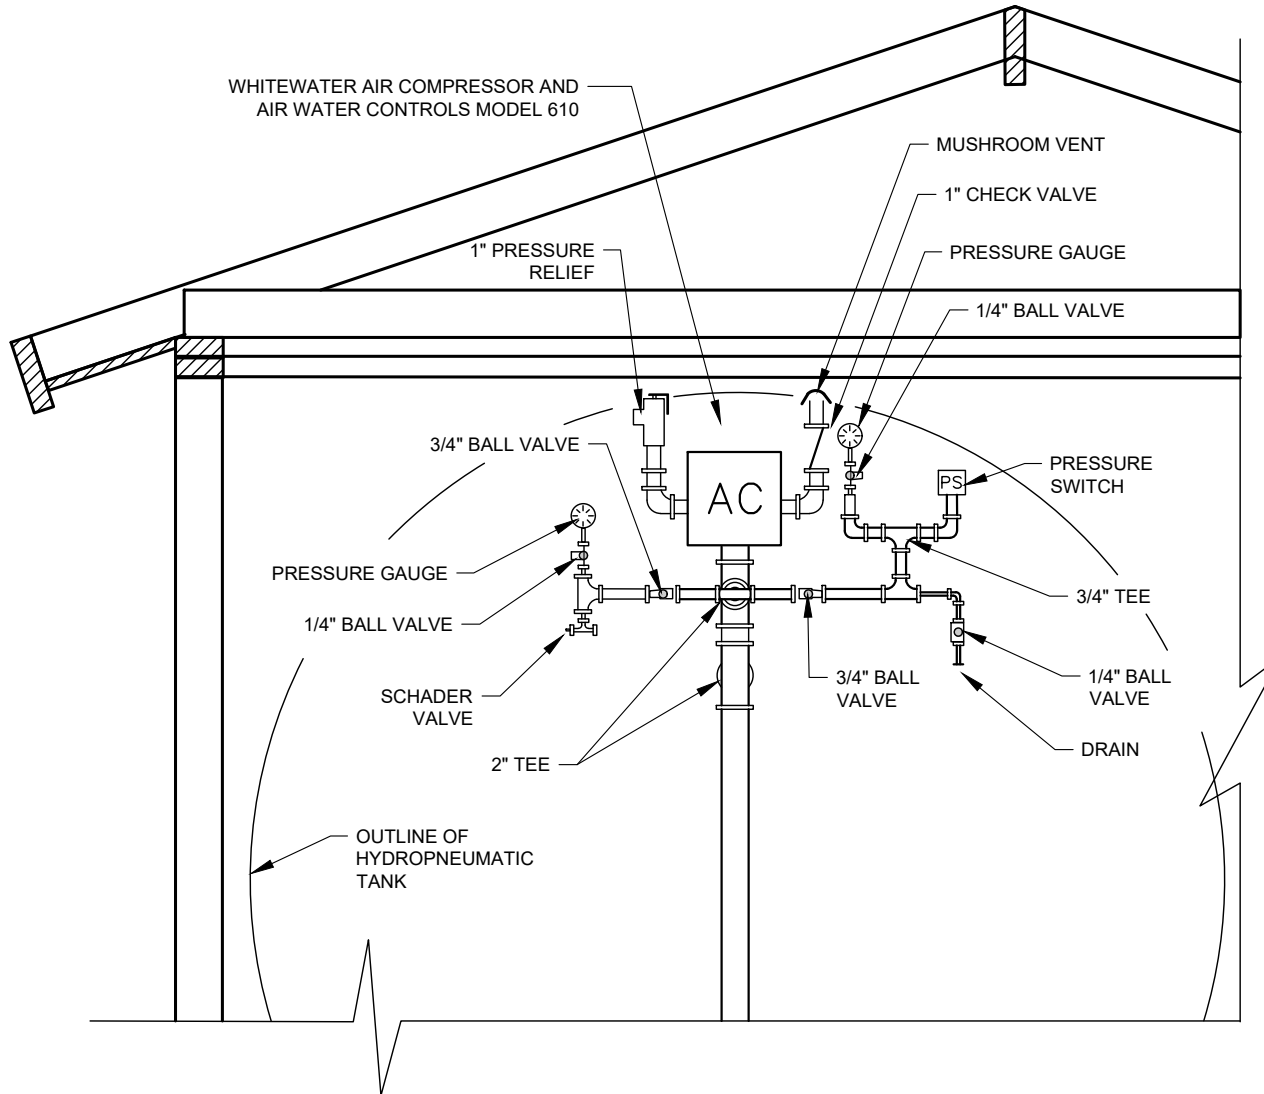 WHITEWATER AIR COMPRESSOR AND
AIR WATER CONTROLS MODEL 610
MUSHROOM VENT
1" CHECK VALVE
1" PRESSURE
RELIEF
PRESSURE GAUGE
1/4" BALL VALVE
3/4" BALL VALVE
PRESSURE
SWITCH
AC
PS
PRESSURE GAUGE
1/4" BALL VALVE
3/4" TEE
SCHADER
VALVE
3/4" BALL
VALVE
1/4" BALL
VALVE
2" TEE
DRAIN
OUTLINE OF
HYDROPNEUMATIC
TANK